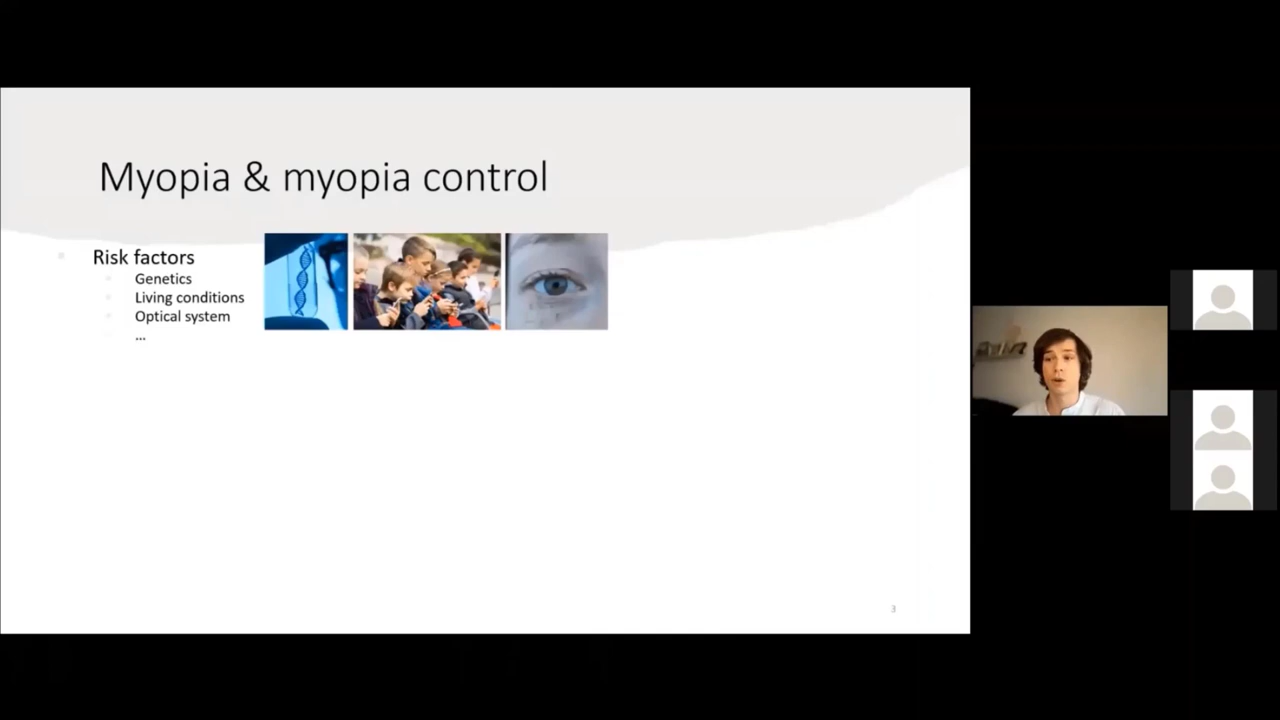 Myopia & myopia control
Risk factors
Genetics
Living conditions
Optical system
...
3